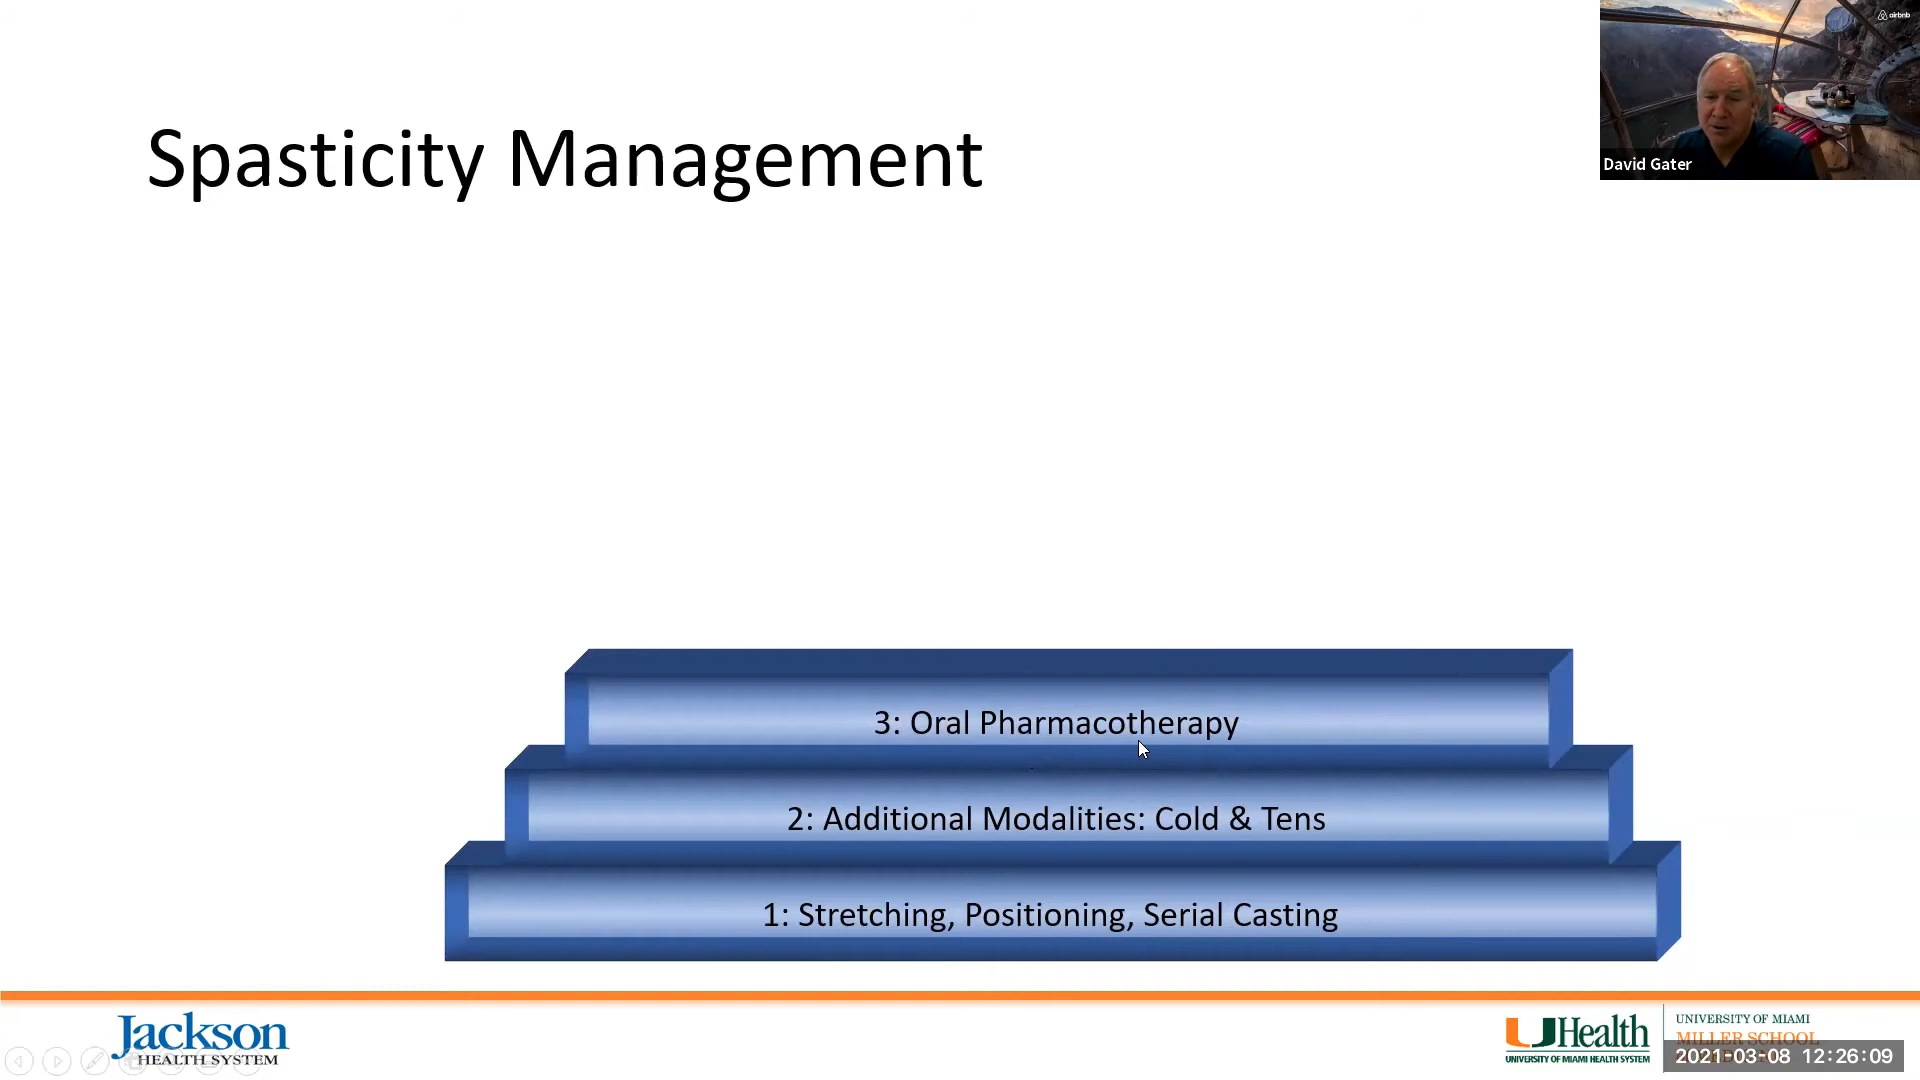 airbnb
David Gater
Spasticity Management
3: Oral Pharmacotherapy
2: Additional Modalities: Cold & Tens
1: Stretching, Positioning, Serial Casting
Jackson
HEALTH SYSTEM
UHealth
UNIVERSITY OF MIAMI HEALTH SYSTEM
UNIVERSITY OF MIAMI
MILLER SCHOOL
2021-03-08 12:26:09